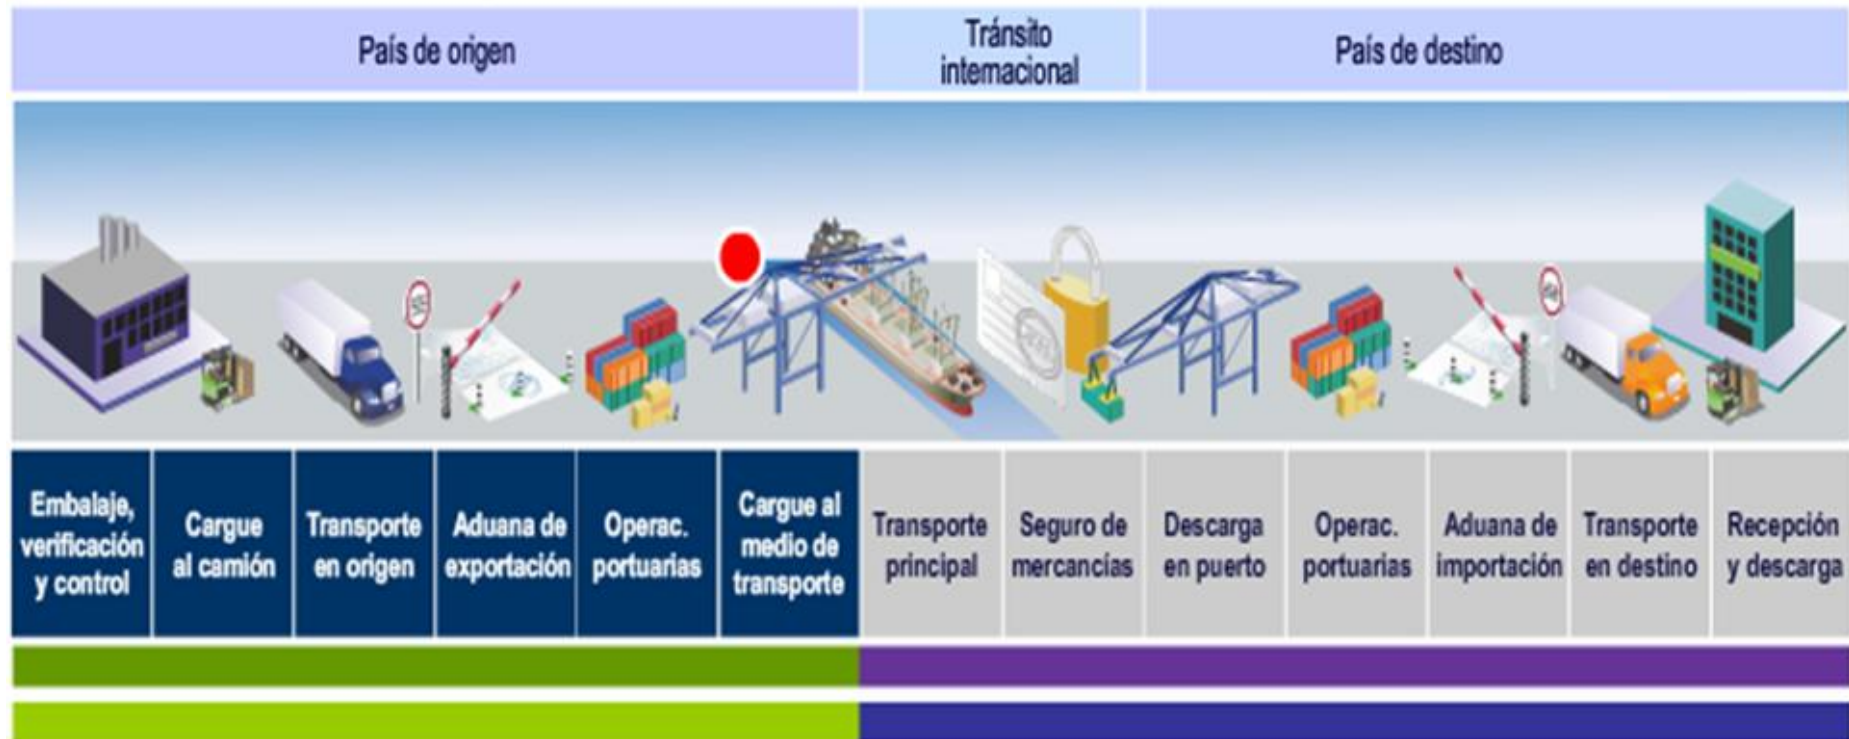 País de origen
Tránsito
internacional
País de destino
Embalaje,
verificación
y control
Cargue
al camión
Transporte
en origen
Aduana de
exportación
Operac.
portuarias
Cargue al
medio de
transporte
Transporte
principal
Seguro de
mercancías
Descarga
en puerto
Operac.
portuarias
Aduana de
importación
Transporte
en destino
Recepción
y descarga